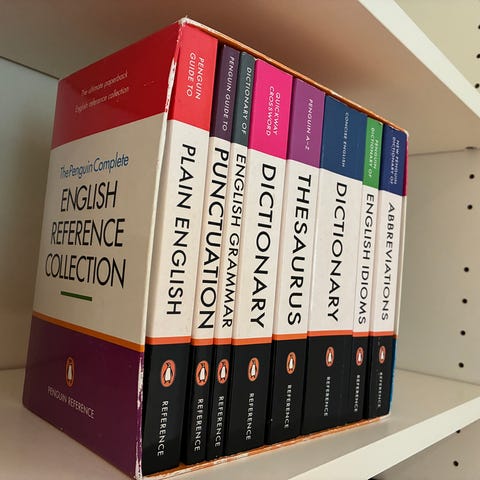 The ultimate paperback
English reference collection
The Penguin Complete
ENGLISH
REFERENCE
COLLECTION
PENGUIN REFERENCE
PENGUIN
GUIDE TO
PLAIN ENGLISH
REFERENCE
PENGUIN GUIDE TO
PUNCTUATION
REFERENCE
DICTIONARY OF
ENGLISH GRAMMAR
REFERENCE
QUICKWAY
CROSSWORD
DICTIONARY
REFERENCE
PENGUIN A–Z
THESAURUS
REFERENCE
CONCISE ENGLISH
DICTIONARY
REFERENCE
PENGUIN
DICTIONARY OF
ENGLISH IDIOMS
REFERENCE
NEW PENGUIN
DICTIONARY OF
ABBREVIATIONS
REFERENCE